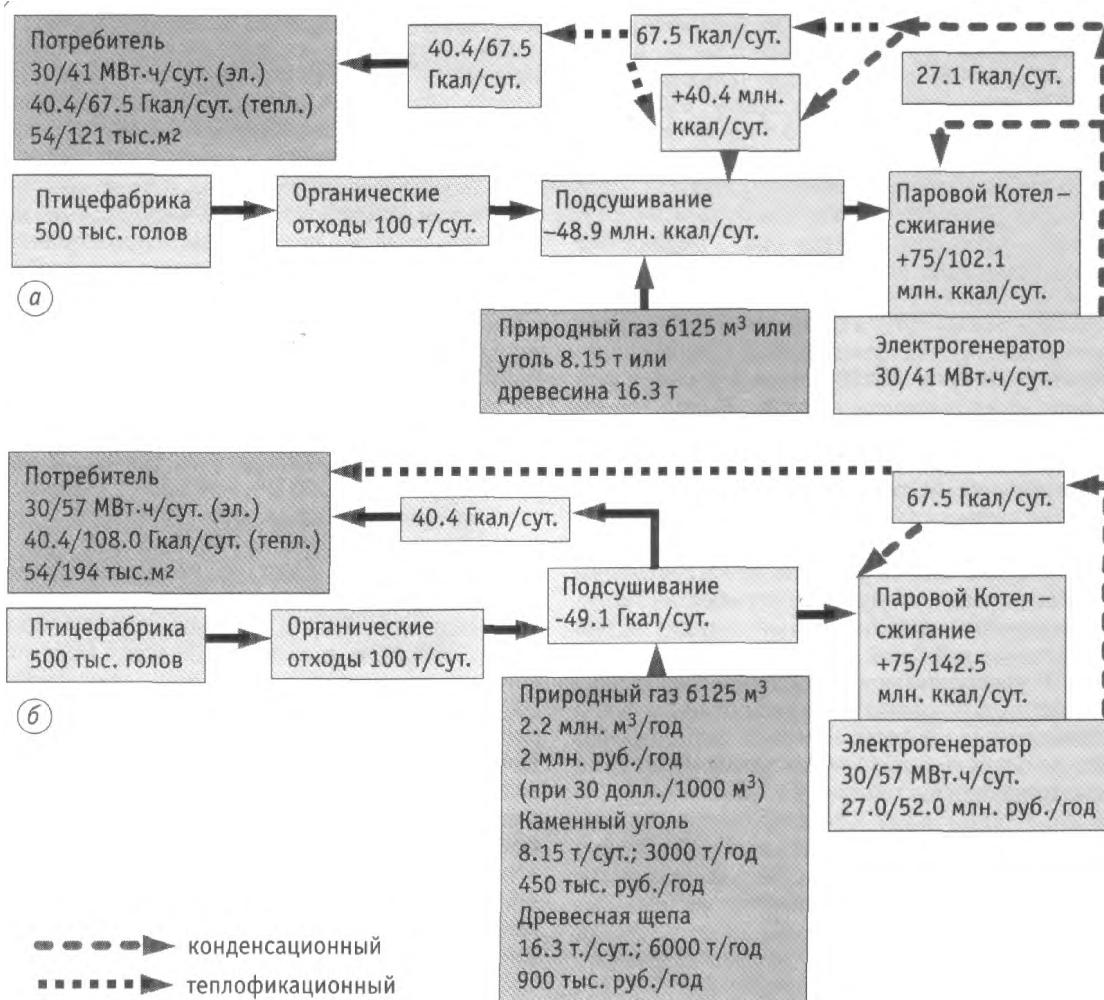 Потребитель
30/41 МВт·ч/сут. (эл.)
40.4/67.5 Гкал/сут. (тепл.)
54/121 тыс.м²
40.4/67.5
Гкал/сут.
67.5 Гкал/сут.
+40.4 млн.
ккал/сут.
27.1 Гкал/сут.
Птицефабрика
500 тыс. голов
Органические
отходы 100 т/сут.
Подсушивание
–48.9 млн. ккал/сут.
Паровой Котел –
сжигание
+75/102.1
млн. ккал/сут.
а
Природный газ 6125 м³ или
уголь 8.15 т или
древесина 16.3 т
Электрогенератор
30/41 МВт·ч/сут.
Потребитель
30/57 МВт·ч/сут. (эл.)
40.4/108.0 Гкал/сут. (тепл.)
54/194 тыс.м²
40.4 Гкал/сут.
67.5 Гкал/сут.
Птицефабрика
500 тыс. голов
Органические
отходы 100 т/сут.
Подсушивание
-49.1 Гкал/сут.
Паровой Котел –
сжигание
+75/142.5
млн. ккал/сут.
б
Природный газ 6125 м³
2.2 млн. м³/год
2 млн. руб./год
(при 30 долл./1000 м³)
Каменный уголь
8.15 т/сут.; 3000 т/год
450 тыс. руб./год
Древесная щепа
16.3 т./сут.; 6000 т/год
900 тыс. руб./год
Электрогенератор
30/57 МВт·ч/сут.
27.0/52.0 млн. руб./год
конденсационный
теплофикационный